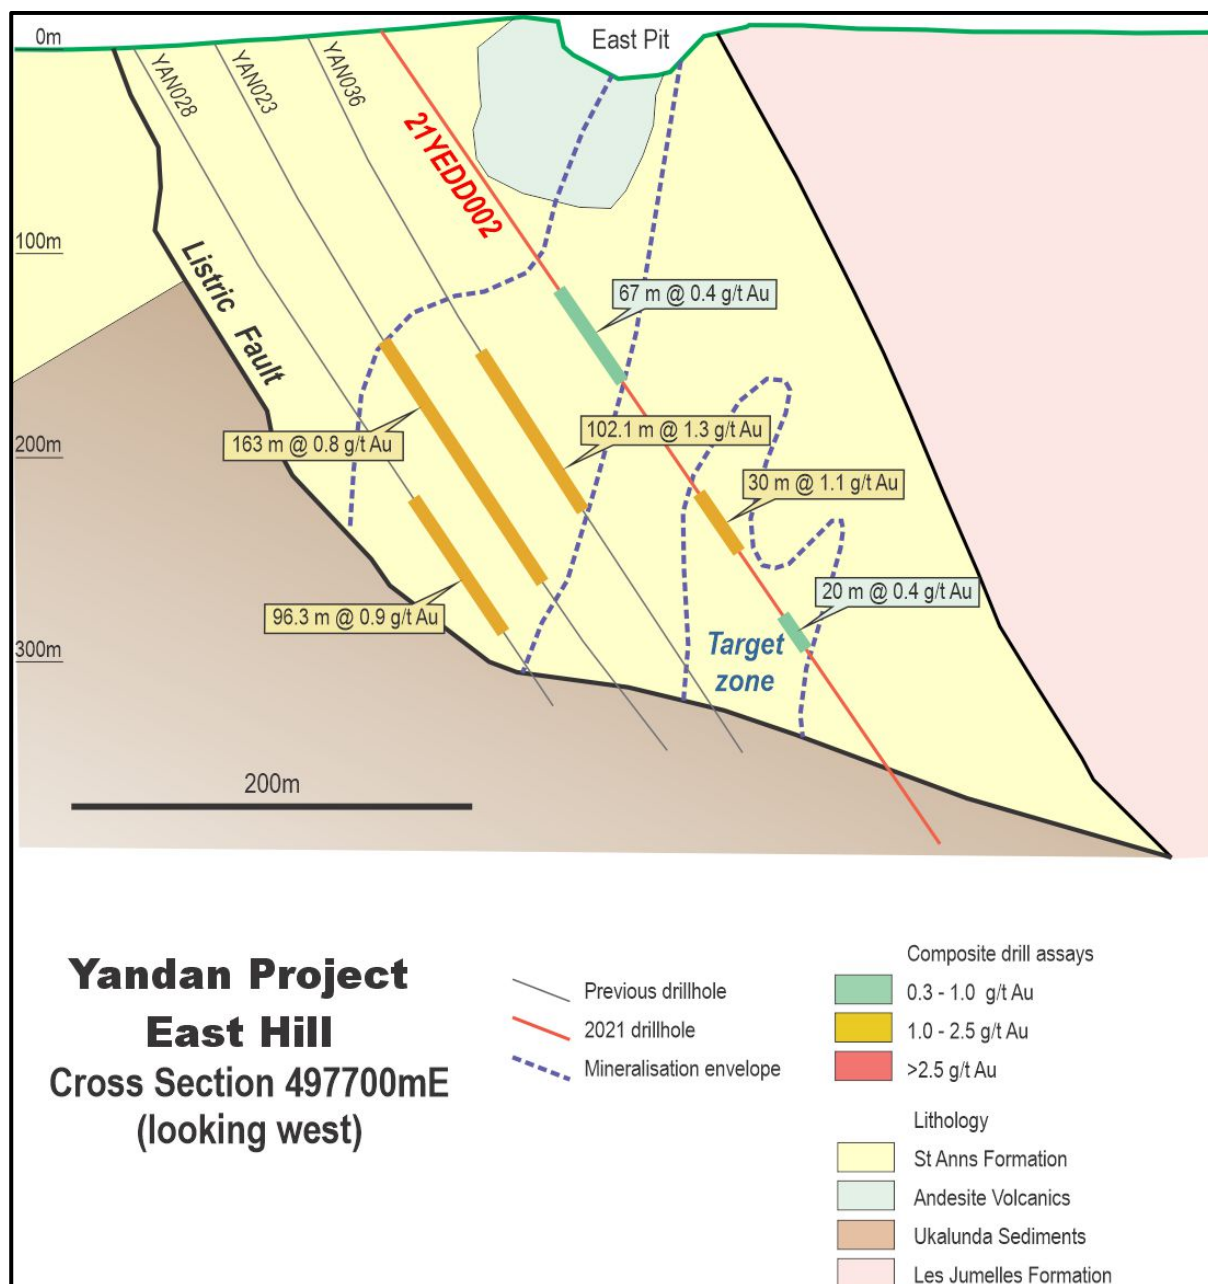 0m
East Pit
YAN028
YAN023
YAN036
21YEDD002
100m
Listric Fault
67 m @ 0.4 g/t Au
200m
163 m @ 0.8 g/t Au
102.1 m @ 1.3 g/t Au
30 m @ 1.1 g/t Au
96.3 m @ 0.9 g/t Au
20 m @ 0.4 g/t Au
300m
Target
zone
200m
Yandan Project
East Hill
Cross Section 497700mE
(looking west)
Previous drillhole
2021 drillhole
Mineralisation envelope
Composite drill assays
0.3 - 1.0 g/t Au
1.0 - 2.5 g/t Au
>2.5 g/t Au
Lithology
St Anns Formation
Andesite Volcanics
Ukalunda Sediments
Les Jumelles Formation